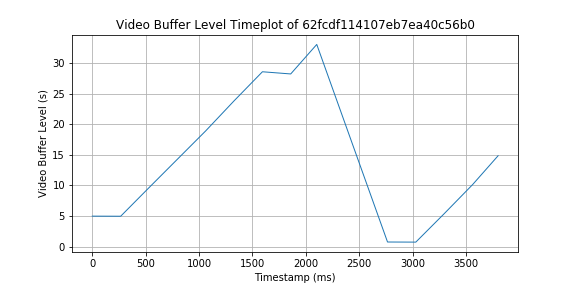 Video Buffer Level Timeplot of 62fcdf114107eb7ea40c56b0
30
25
20
15
10
5
0
Video Buffer Level (s)
0 500 1000 1500 2000 2500 3000 3500
Timestamp (ms)